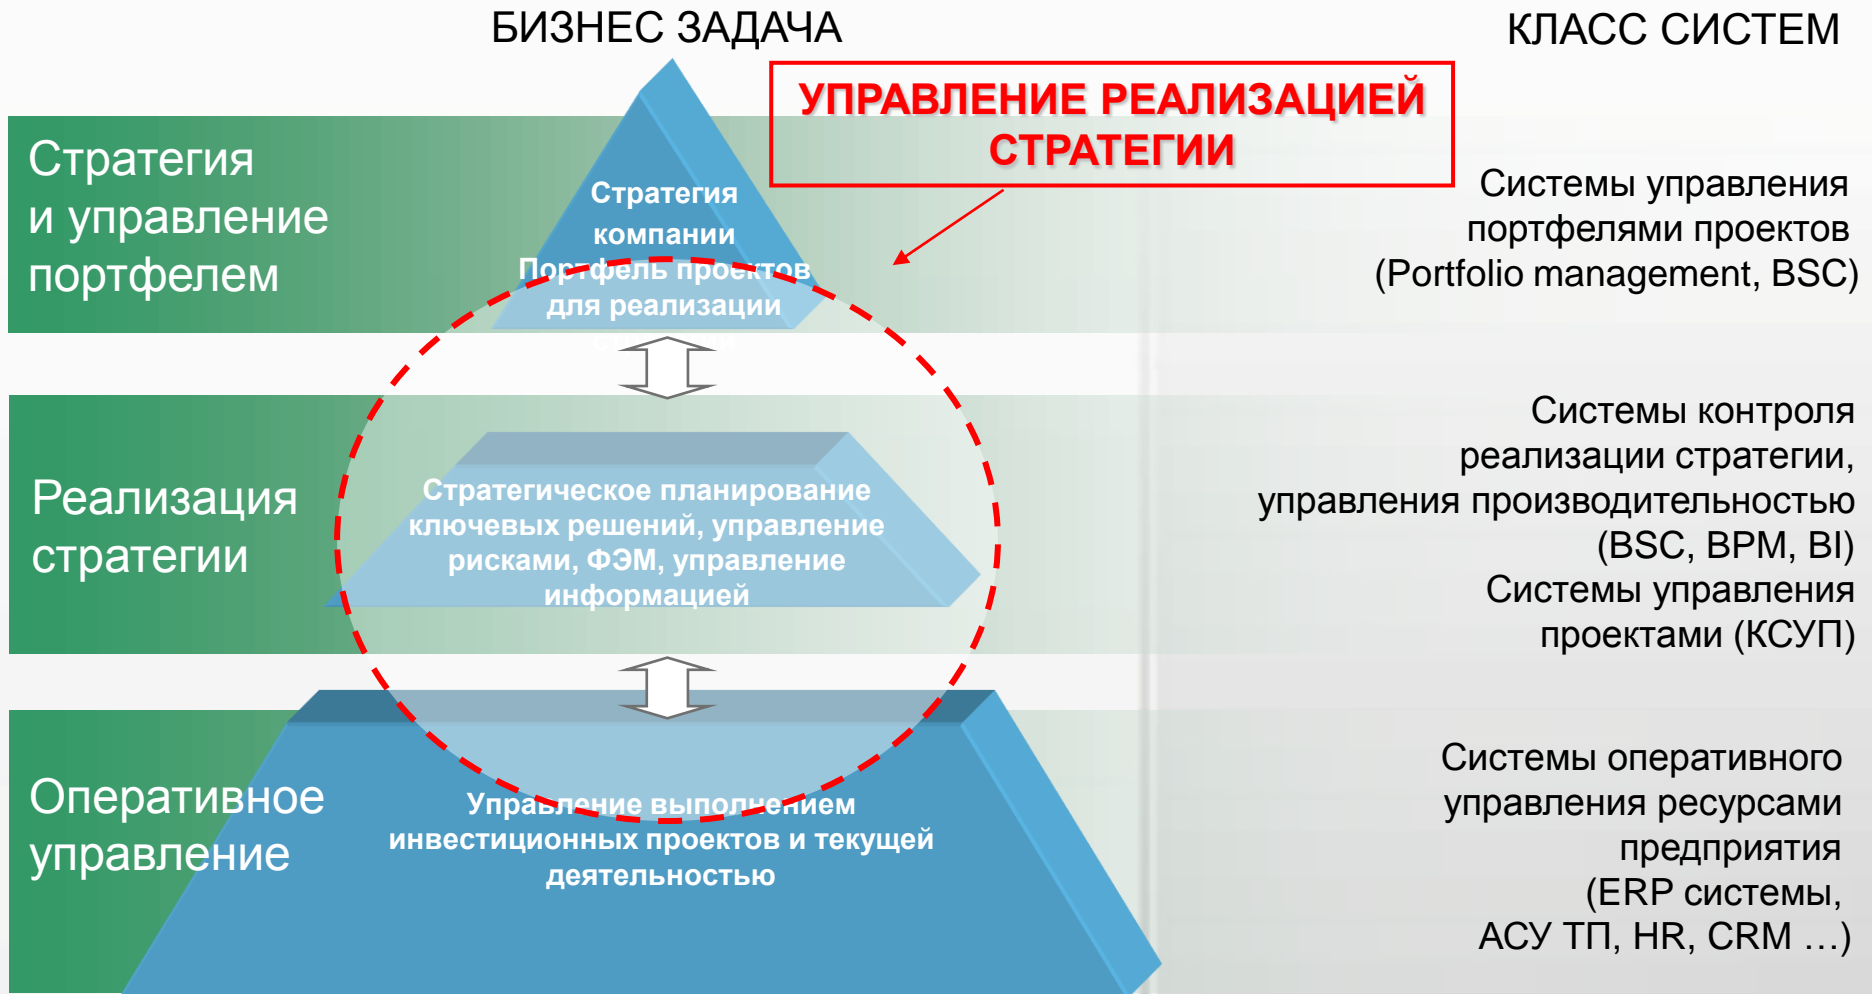 БИЗНЕС ЗАДАЧА
КЛАСС СИСТЕМ
УПРАВЛЕНИЕ РЕАЛИЗАЦИЕЙ
СТРАТЕГИИ
Стратегия
и управление
портфелем
Стратегия
компании
Портфель проектов
для реализации
Системы управления
портфелями проектов
(Portfolio management, BSC)
Реализация
стратегии
Стратегическое планирование
ключевых решений, управление
рисками, ФЭМ, управление
информацией
Системы контроля
реализации стратегии,
управления производительностью
(BSC, BPM, BI)
Системы управления
проектами (КСУП)
Оперативное
управление
Управление выполнением
инвестиционных проектов и текущей
деятельностью
Системы оперативного
управления ресурсами
предприятия
(ERP системы,
АСУ ТП, HR, CRM …)